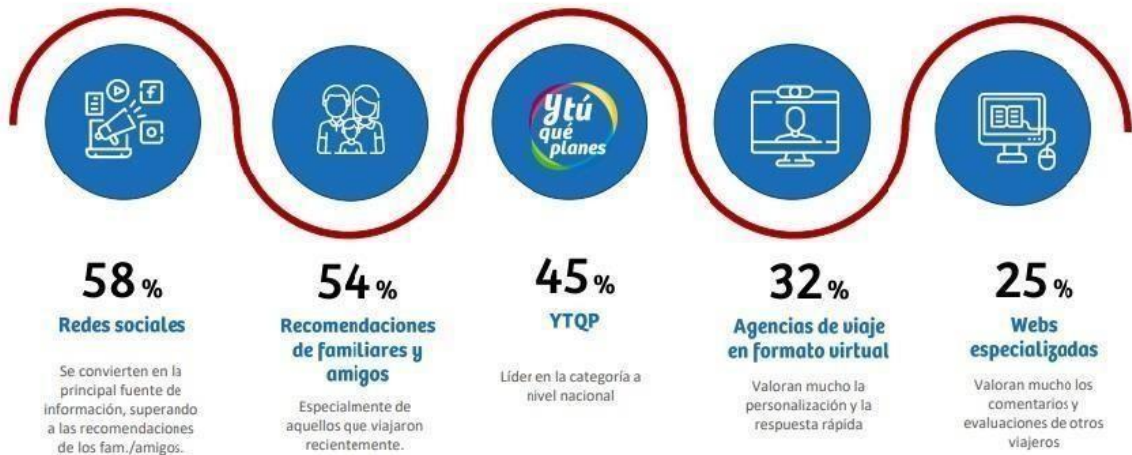 Ytú
qué
planes
58 %
Redes sociales
Se convierten en la
principal fuente de
información, superando
a las recomendaciones
de los fam./amigos.
54 %
Recomendaciones
de familiares y
amigos
Especialmente de
aquellos que viajaron
recientemente.
45 %
YTQP
Líder en la categoría a
nivel nacional
32 %
Agencias de viaje
en formato virtual
Valoran mucho la
personalización y la
respuesta rápida
25 %
Webs
especializadas
Valoran mucho los
comentarios y
evaluaciones de otros
viajeros